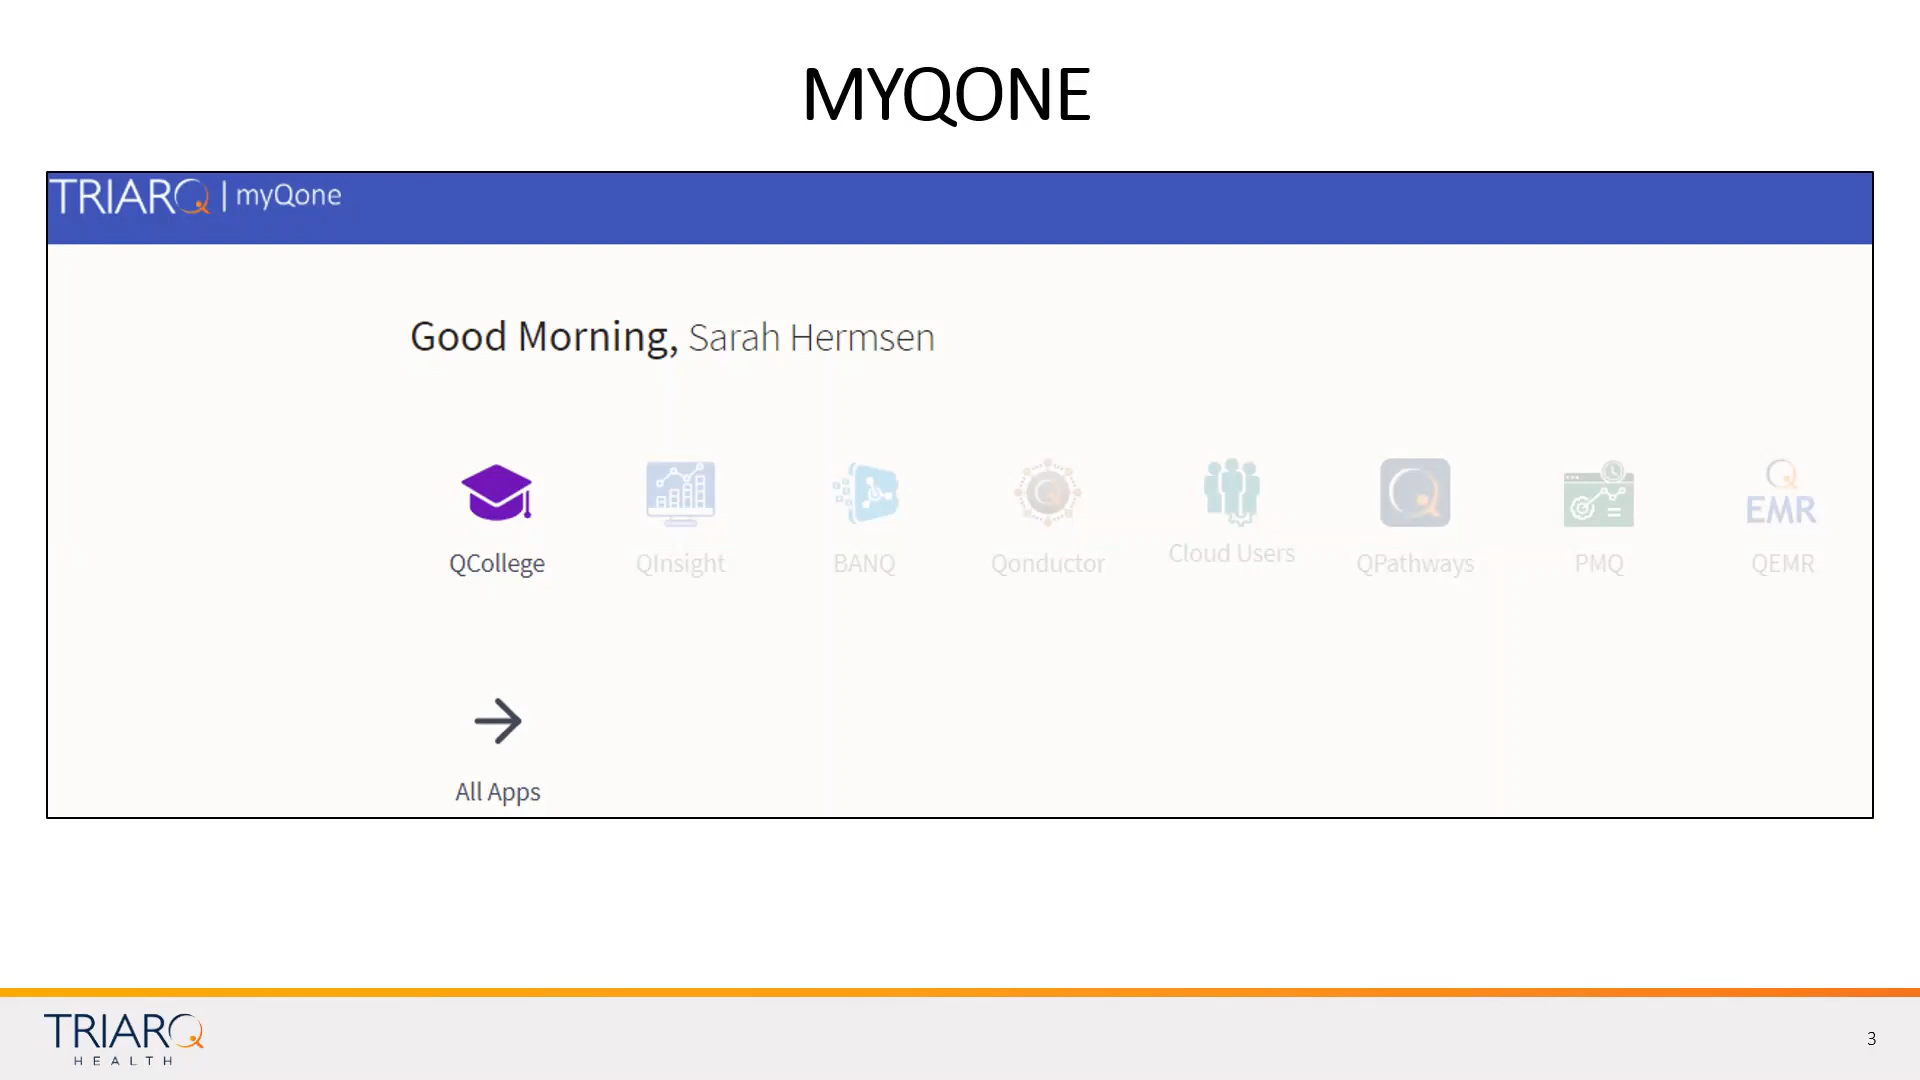 MYQONE
TRIARQ | myQone
Good Morning, Sarah Hermsen
QCollege
QInsight
BANQ
Qonductor
Cloud Users
QPathways
PMQ
Q
EMR
QEMR
All Apps
TRIARQ
HEALTH
3